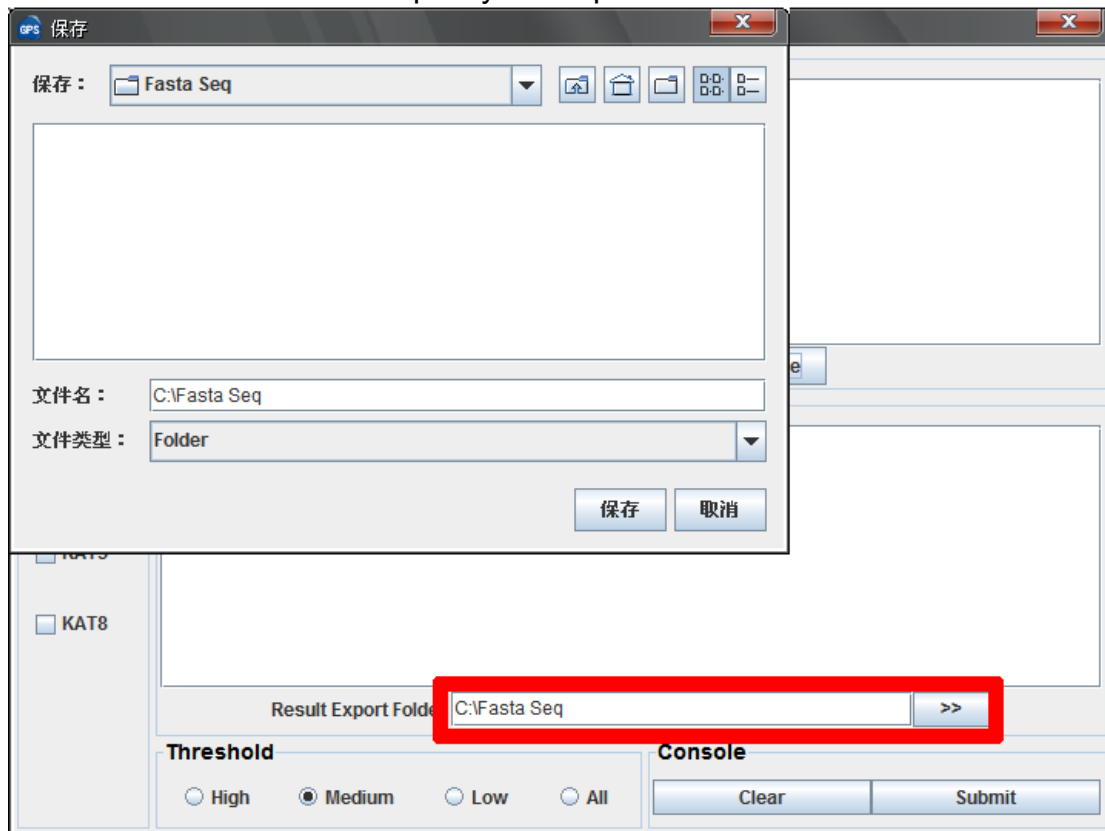 GPS 保存
保存： Fasta Seq
e
文件名： C:\Fasta Seq
文件类型： Folder
保存 取消
KAT8
Result Export Folde C:\Fasta Seq >>
Threshold Console
High Medium Low All Clear Submit